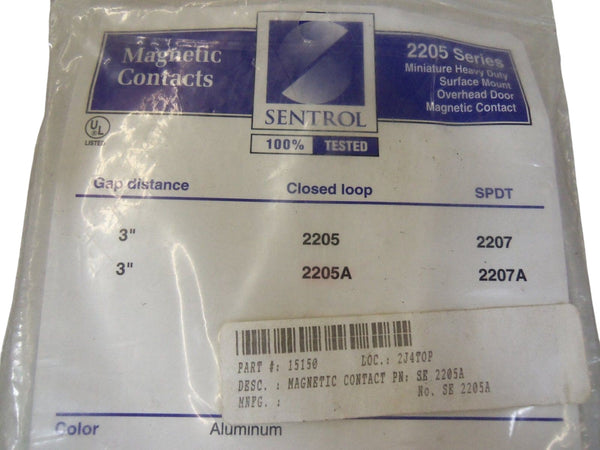 Magnetic
Contacts
2205 Series
Miniature Heavy Duty
Surface Mount
Overhead Door
Magnetic Contact
SENTROL
100% TESTED
UL
LISTED
Gap distance Closed loop SPDT
3" 2205 2207
3" 2205A 2207A
PART #: 15150 LOC.: 2J4TOP
DESC. : MAGNETIC CONTACT PN: SE 2205A
MNFG. : No. SE 2205A
Color Aluminum